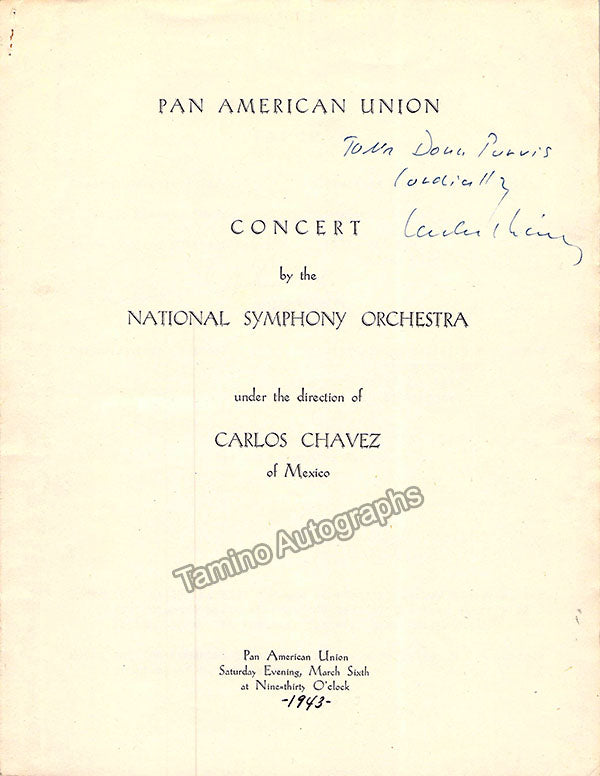 PAN AMERICAN UNION
To Mr Donn Purvis
Cordially
CONCERT
by the
NATIONAL SYMPHONY ORCHESTRA
under the direction of
CARLOS CHAVEZ
of Mexico
Tamino Autographs
Pan American Union
Saturday Evening, March Sixth
at Nine-thirty O'clock
-1943-